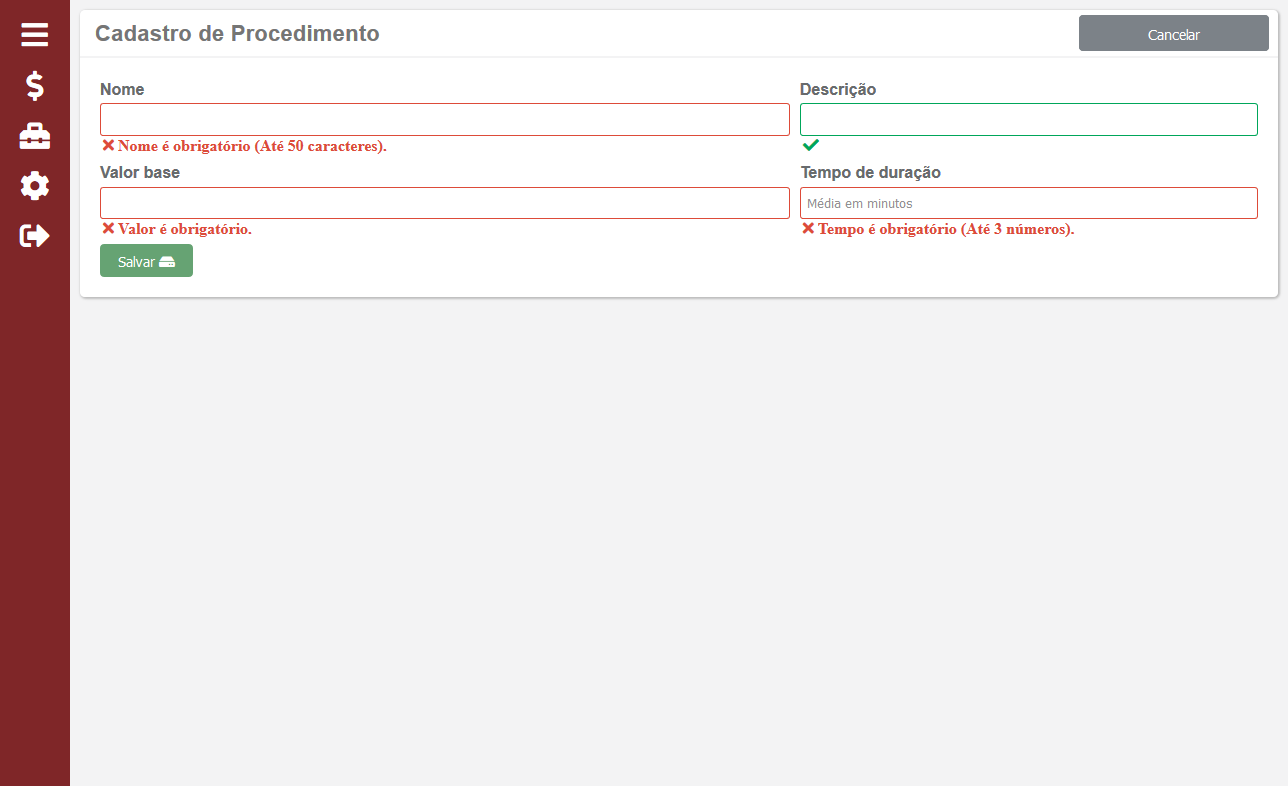 Cadastro de Procedimento
Cancelar
Nome
Descrição
Nome é obrigatório (Até 50 caracteres).
Valor base
Tempo de duração
Média em minutos
Valor é obrigatório.
Tempo é obrigatório (Até 3 números).
Salvar